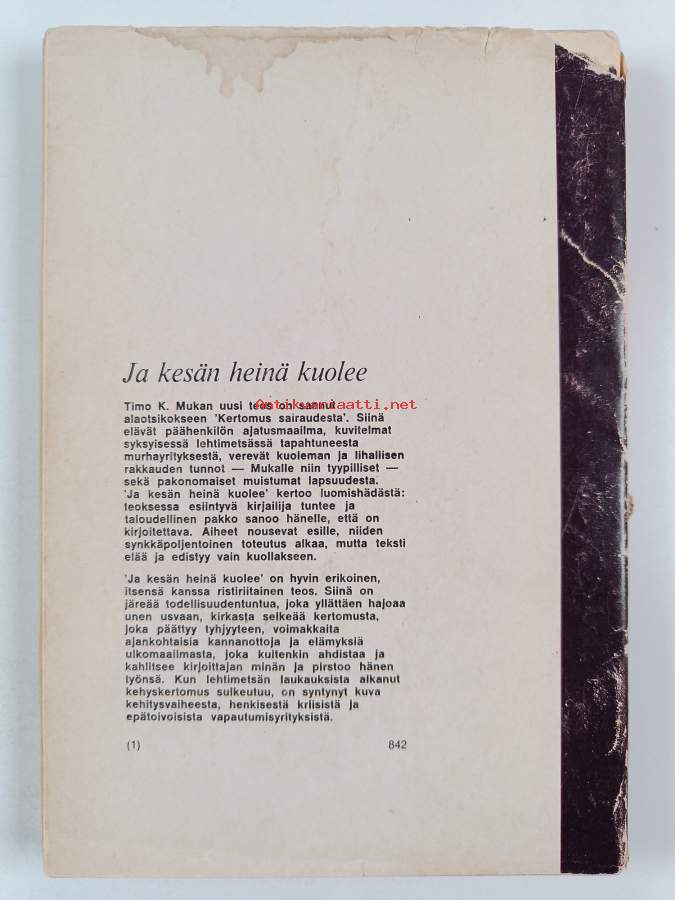 Ja kesän heinä kuolee
Timo K. Mukan uusi teos on saanut
Antikvariaatti.net
alaotsikokseen 'Kertomus sairaudesta'. Siinä
elävät päähenkilön ajatusmaailma, kuvitelmat
syksyisessä lehtimetsässä tapahtuneesta
murhayrityksestä, verevät kuoleman ja lihallisen
rakkauden tunnot — Mukalle niin tyypilliset —
sekä pakonomaiset muistumat lapsuudesta.
'Ja kesän heinä kuolee' kertoo luomishädästä:
teoksessa esiintyvä kirjailija tuntee ja
taloudellinen pakko sanoo hänelle, että on
kirjoitettava. Aiheet nousevat esille, niiden
synkkäpoljentoinen toteutus alkaa, mutta teksti
elää ja edistyy vain kuollakseen.
'Ja kesän heinä kuolee' on hyvin erikoinen,
itsensä kanssa ristiriitainen teos. Siinä on
järeää todellisuudentuntua, joka yllättäen hajoaa
unen usvaan, kirkasta selkeää kertomusta,
joka päättyy tyhjyyteen, voimakkaita
ajankohtaisia kannanottoja ja elämyksiä
ulkomaailmasta, joka kuitenkin ahdistaa ja
kahlitsee kirjoittajan minän ja pirstoo hänen
työnsä. Kun lehtimetsän laukauksista alkanut
kehyskertomus sulkeutuu, on syntynyt kuva
kehitysvaiheesta, henkisestä kriisistä ja
epätoivoisista vapautumisyrityksistä.
(1) 842